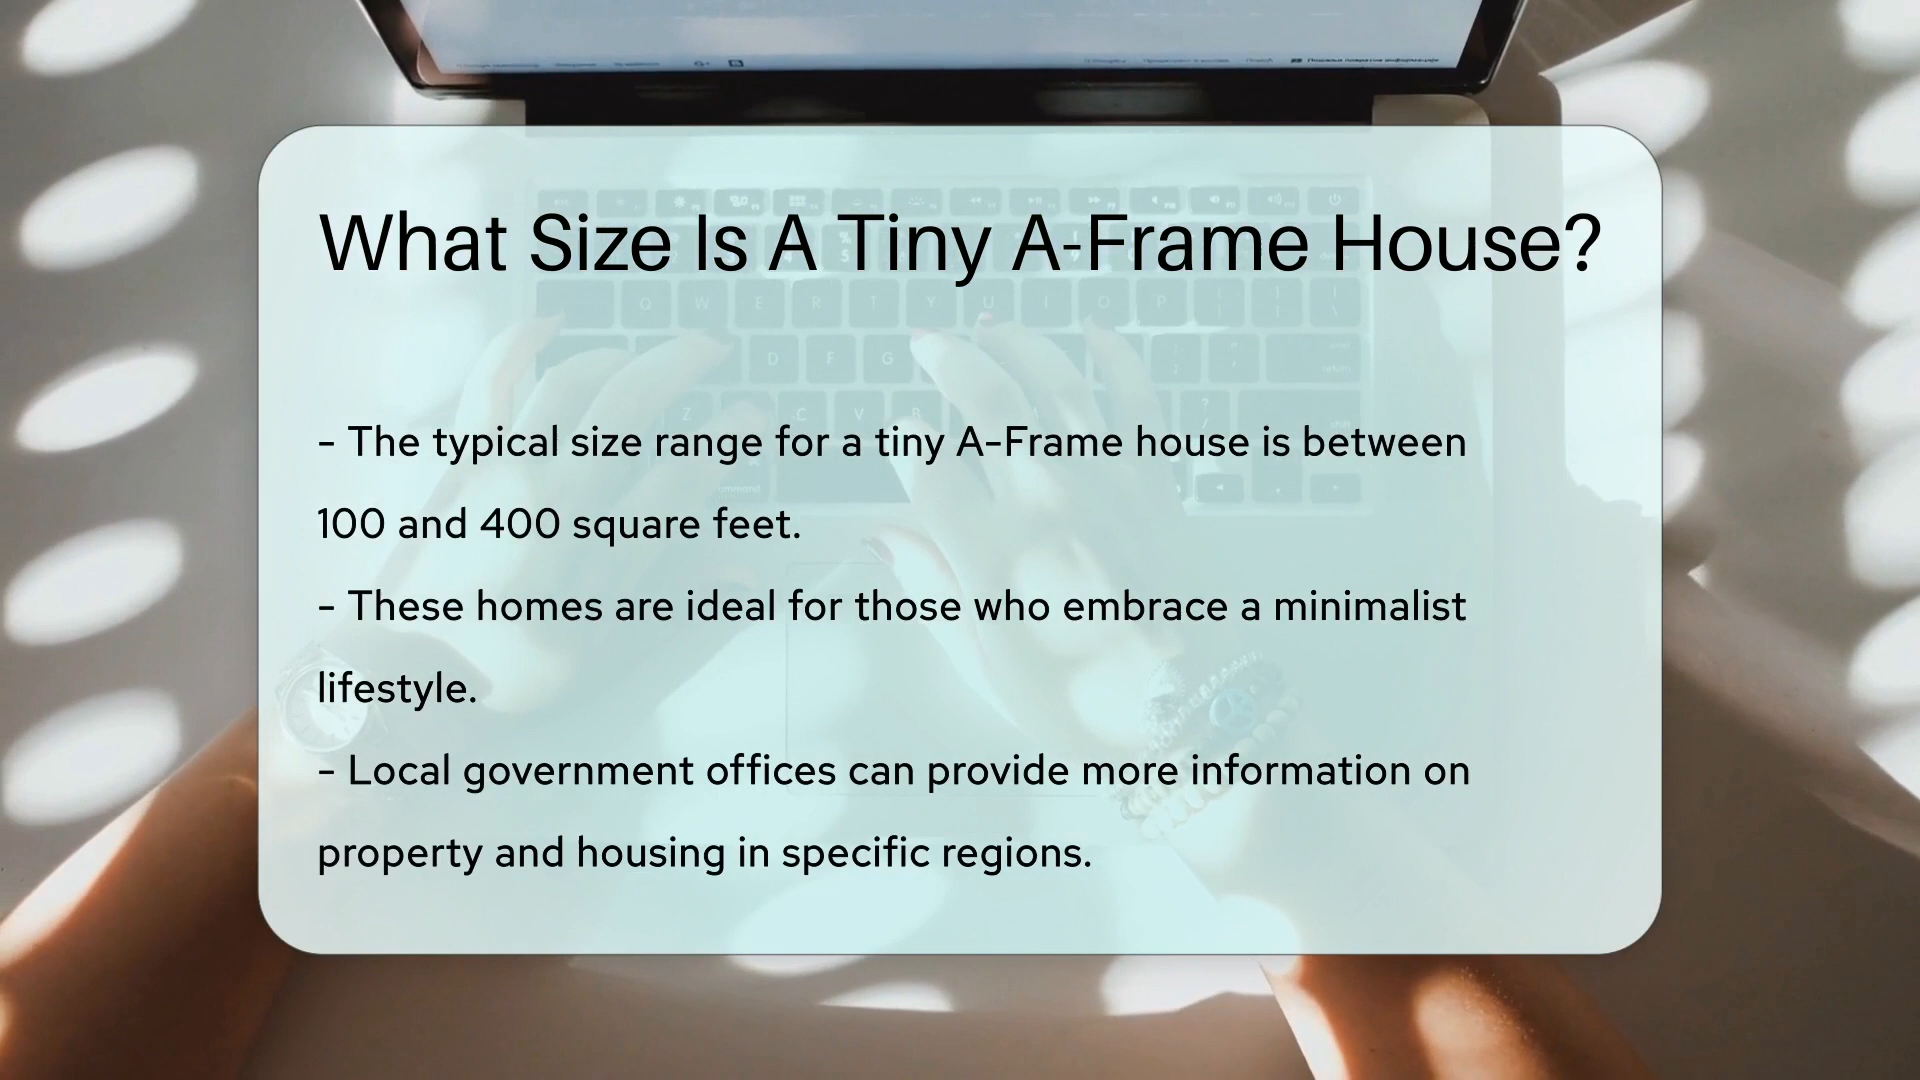 What Size Is A Tiny A-Frame House?
- The typical size range for a tiny A-Frame house is between
100 and 400 square feet.
- These homes are ideal for those who embrace a minimalist
lifestyle.
- Local government offices can provide more information on
property and housing in specific regions.